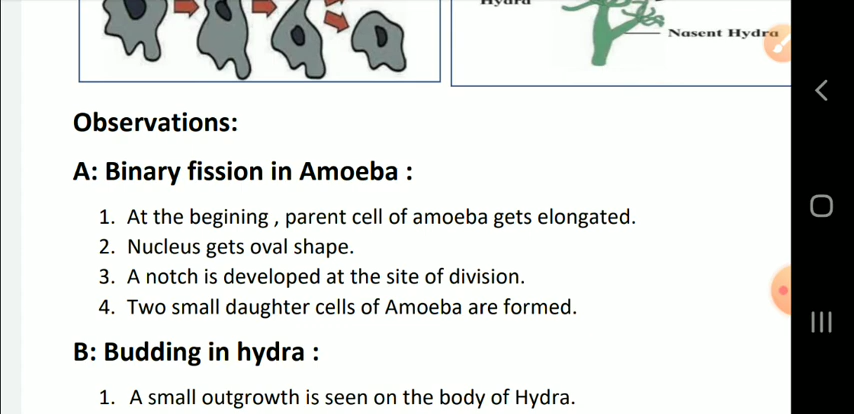 Nasent Hydra
Observations:
A: Binary fission in Amoeba :
1. At the begining , parent cell of amoeba gets elongated.
2. Nucleus gets oval shape.
3. A notch is developed at the site of division.
4. Two small daughter cells of Amoeba are formed.
B: Budding in hydra :
1. A small outgrowth is seen on the body of Hydra.